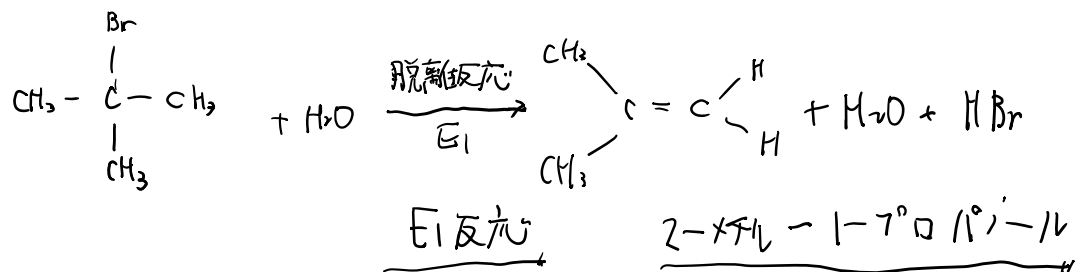 Br
CH3 - C - CH3
CH3
+ H2O
脱離反応
E1
CH3
CH3
C = C
H
H
+ H2O + HBr
E1反応
2-メチル-1-プロパノール